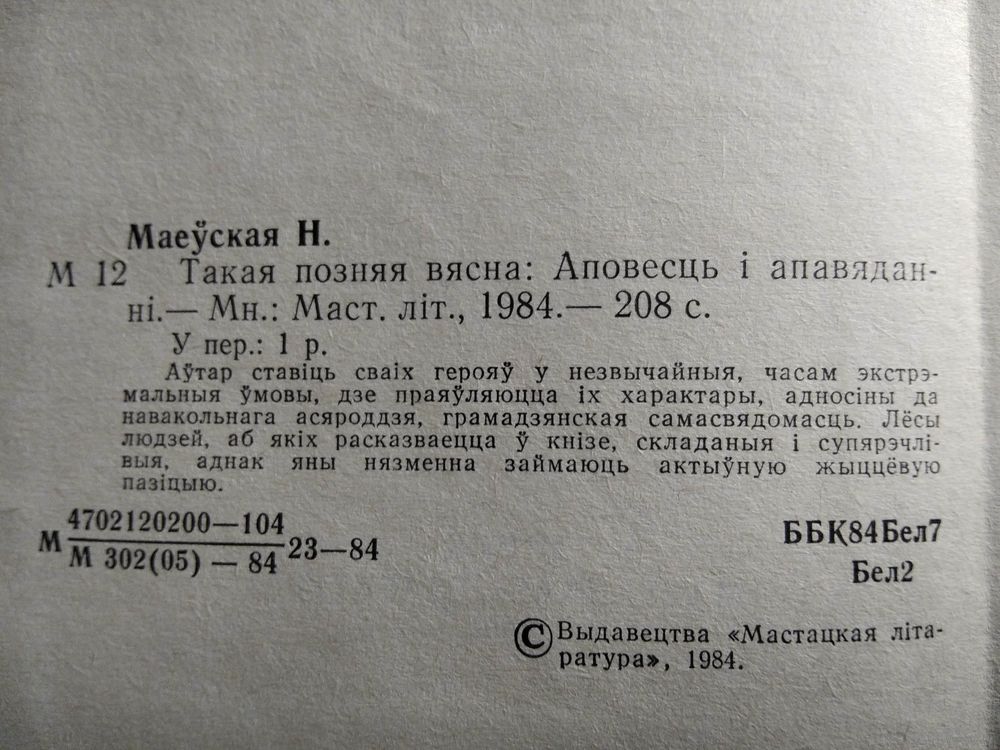 Маеўская Н.
М 12 Такая позняя вясна: Аповесць і апавядан-
ні.— Мн.: Маст. літ., 1984.— 208 с.
У пер.: 1 р.
Аўтар ставіць сваіх герояў у незвычайныя, часам экстрэ-
мальныя ўмовы, дзе праяўляюцца іх характары, адносіны да
навакольнага асяроддзя, грамадзянская самасвядомасць. Лёсы
людзей, аб якіх расказваецца ў кнізе, складаныя і супярэчлі-
выя, аднак яны нязменна займаюць актыўную жыццёвую
пазіцыю.
М 4702120200—104
М 302(05) — 84 23—84
ББК84Бел7
Бел2
© Выдавецтва «Мастацкая літа-
ратура», 1984.